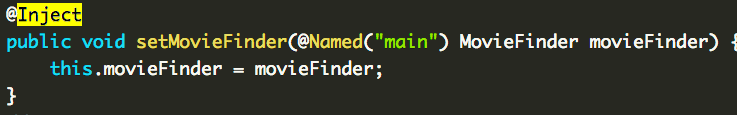 @Inject
public void setMovieFinder(@Named("main") MovieFinder movieFinder) {
    this.movieFinder = movieFinder;
}